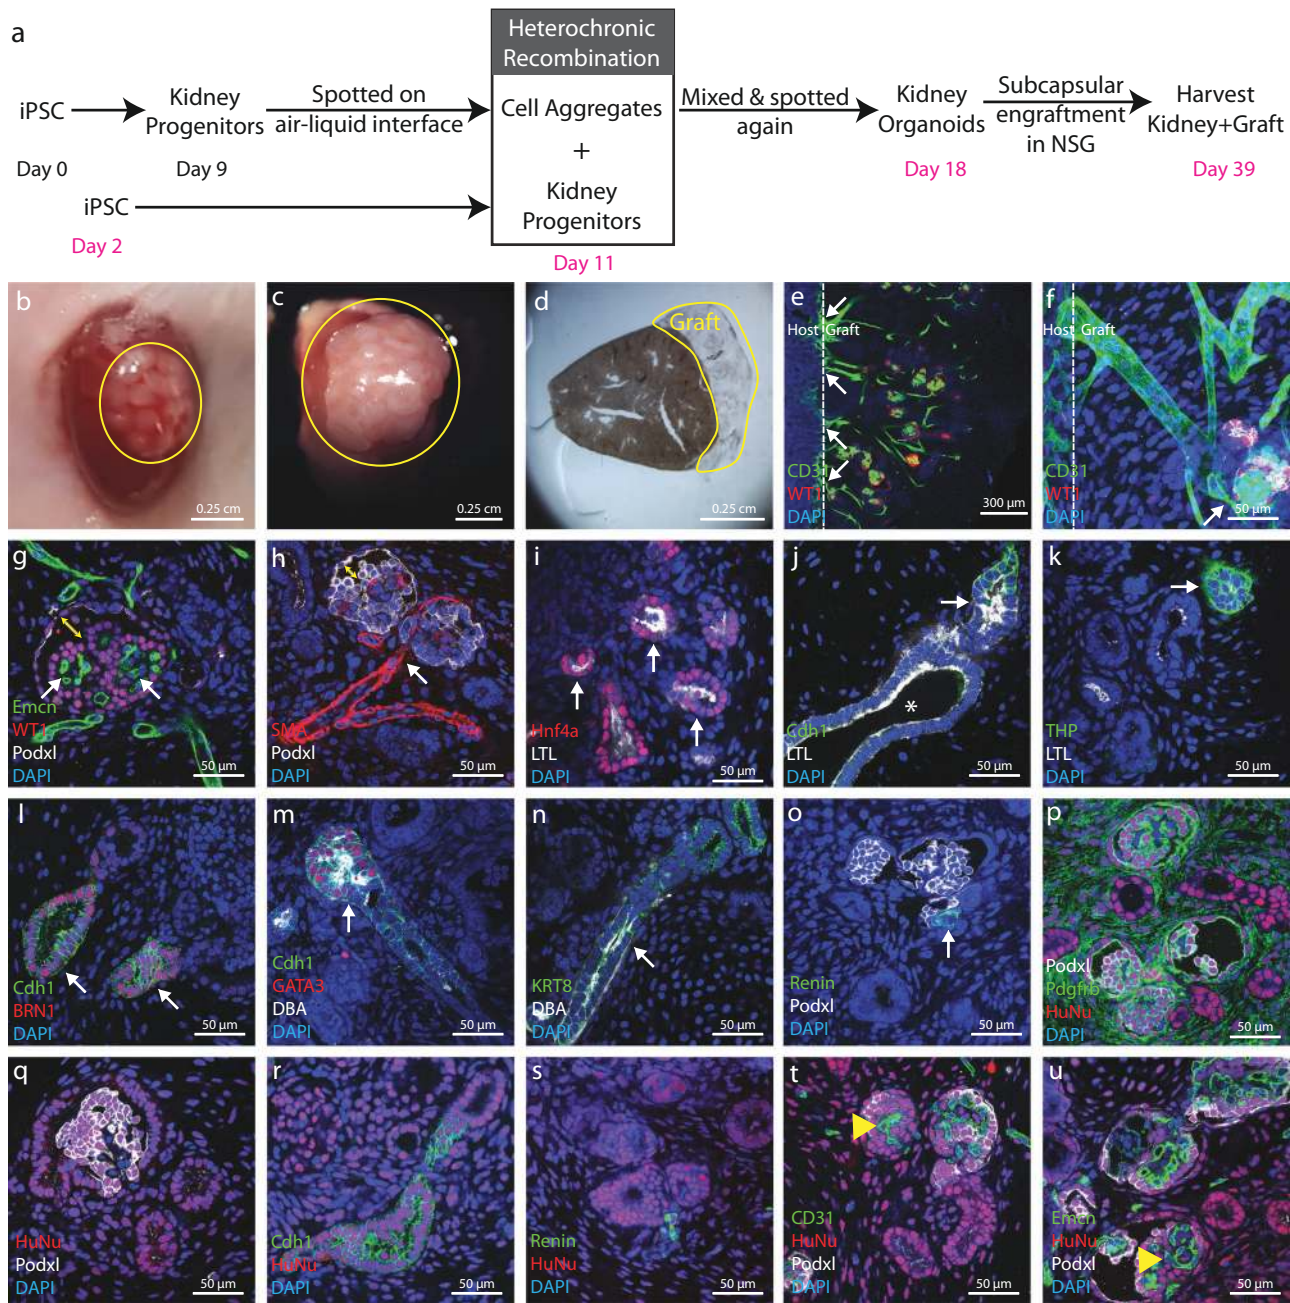 a
Heterochronic
Recombination
iPSC
Kidney
Progenitors
Spotted on
air-liquid interface
Cell Aggregates
+
Kidney
Progenitors
Mixed & spotted
again
Kidney
Organoids
Subcapsular
engraftment
in NSG
Harvest
Kidney+Graft
Day 0
Day 9
Day 18
Day 39
iPSC
Day 2
Day 11
b
0.25 cm
c
0.25 cm
d
Graft
0.25 cm
e
Host Graft
CD31
WT1
DAPI
300 µm
f
Host Graft
CD31
WT1
DAPI
50 µm
g
Emcn
WT1
Podxl
DAPI
50 µm
h
SMA
Podxl
DAPI
50 µm
i
Hnf4a
LTL
DAPI
50 µm
j
*
Cdh1
LTL
DAPI
50 µm
k
THP
LTL
DAPI
50 µm
l
Cdh1
BRN1
DAPI
50 µm
m
Cdh1
GATA3
DBA
DAPI
50 µm
n
KRT8
DBA
DAPI
50 µm
o
Renin
Podxl
DAPI
50 µm
p
Podxl
Pdgfrb
HuNu
DAPI
50 µm
q
HuNu
Podxl
DAPI
50 µm
r
Cdh1
HuNu
DAPI
50 µm
s
Renin
HuNu
DAPI
50 µm
t
CD31
HuNu
Podxl
DAPI
50 µm
u
Emcn
HuNu
Podxl
DAPI
50 µm